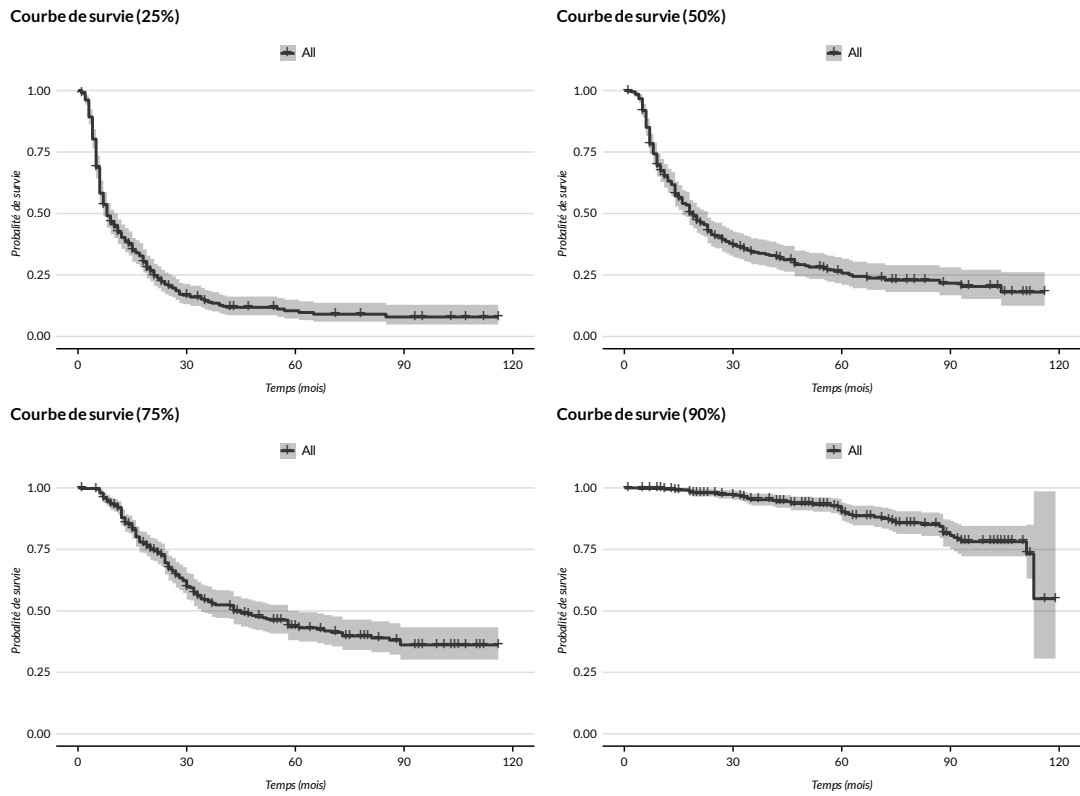 Courbe de survie (25%)
All
1.00
0.75
0.50
0.25
0.00
Probalité de survie
0 30 60 90 120
Temps (mois)
Courbe de survie (50%)
All
1.00
0.75
0.50
0.25
0.00
Probalité de survie
0 30 60 90 120
Temps (mois)
Courbe de survie (75%)
All
1.00
0.75
0.50
0.25
0.00
Probalité de survie
0 30 60 90 120
Temps (mois)
Courbe de survie (90%)
All
1.00
0.75
0.50
0.25
0.00
Probalité de survie
0 30 60 90 120
Temps (mois)